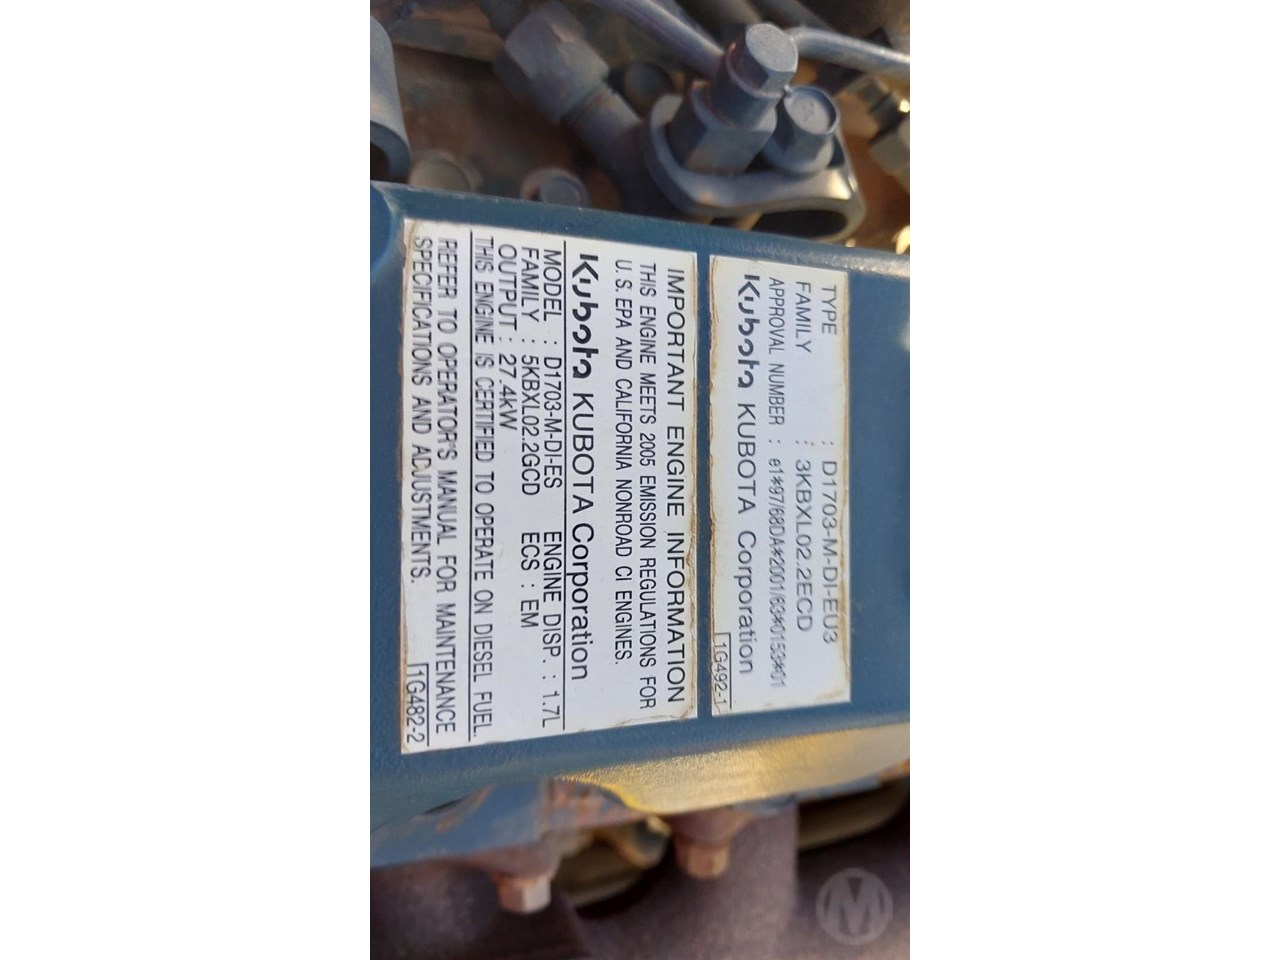 TYPE : D1703-M-DI-EU3
FAMILY : 3KBXL02.2ECD
APPROVAL NUMBER : e1*97/68DA*2001/63*0150*01
Kubota KUBOTA Corporation
1G492-1
IMPORTANT ENGINE INFORMATION
THIS ENGINE MEETS 2005 EMISSION REGULATIONS FOR
U.S. EPA AND CALIFORNIA NONROAD CI ENGINES.
Kubota KUBOTA Corporation
MODEL : D1703-M-DI-ES ENGINE DISP. : 1.7L
FAMILY : 5KBXL02.2GCD ECS : EM
OUTPUT : 27.4kW
THIS ENGINE IS CERTIFIED TO OPERATE ON DIESEL FUEL.
REFER TO OPERATOR'S MANUAL FOR MAINTENANCE
SPECIFICATIONS AND ADJUSTMENTS.
1G482-2
M